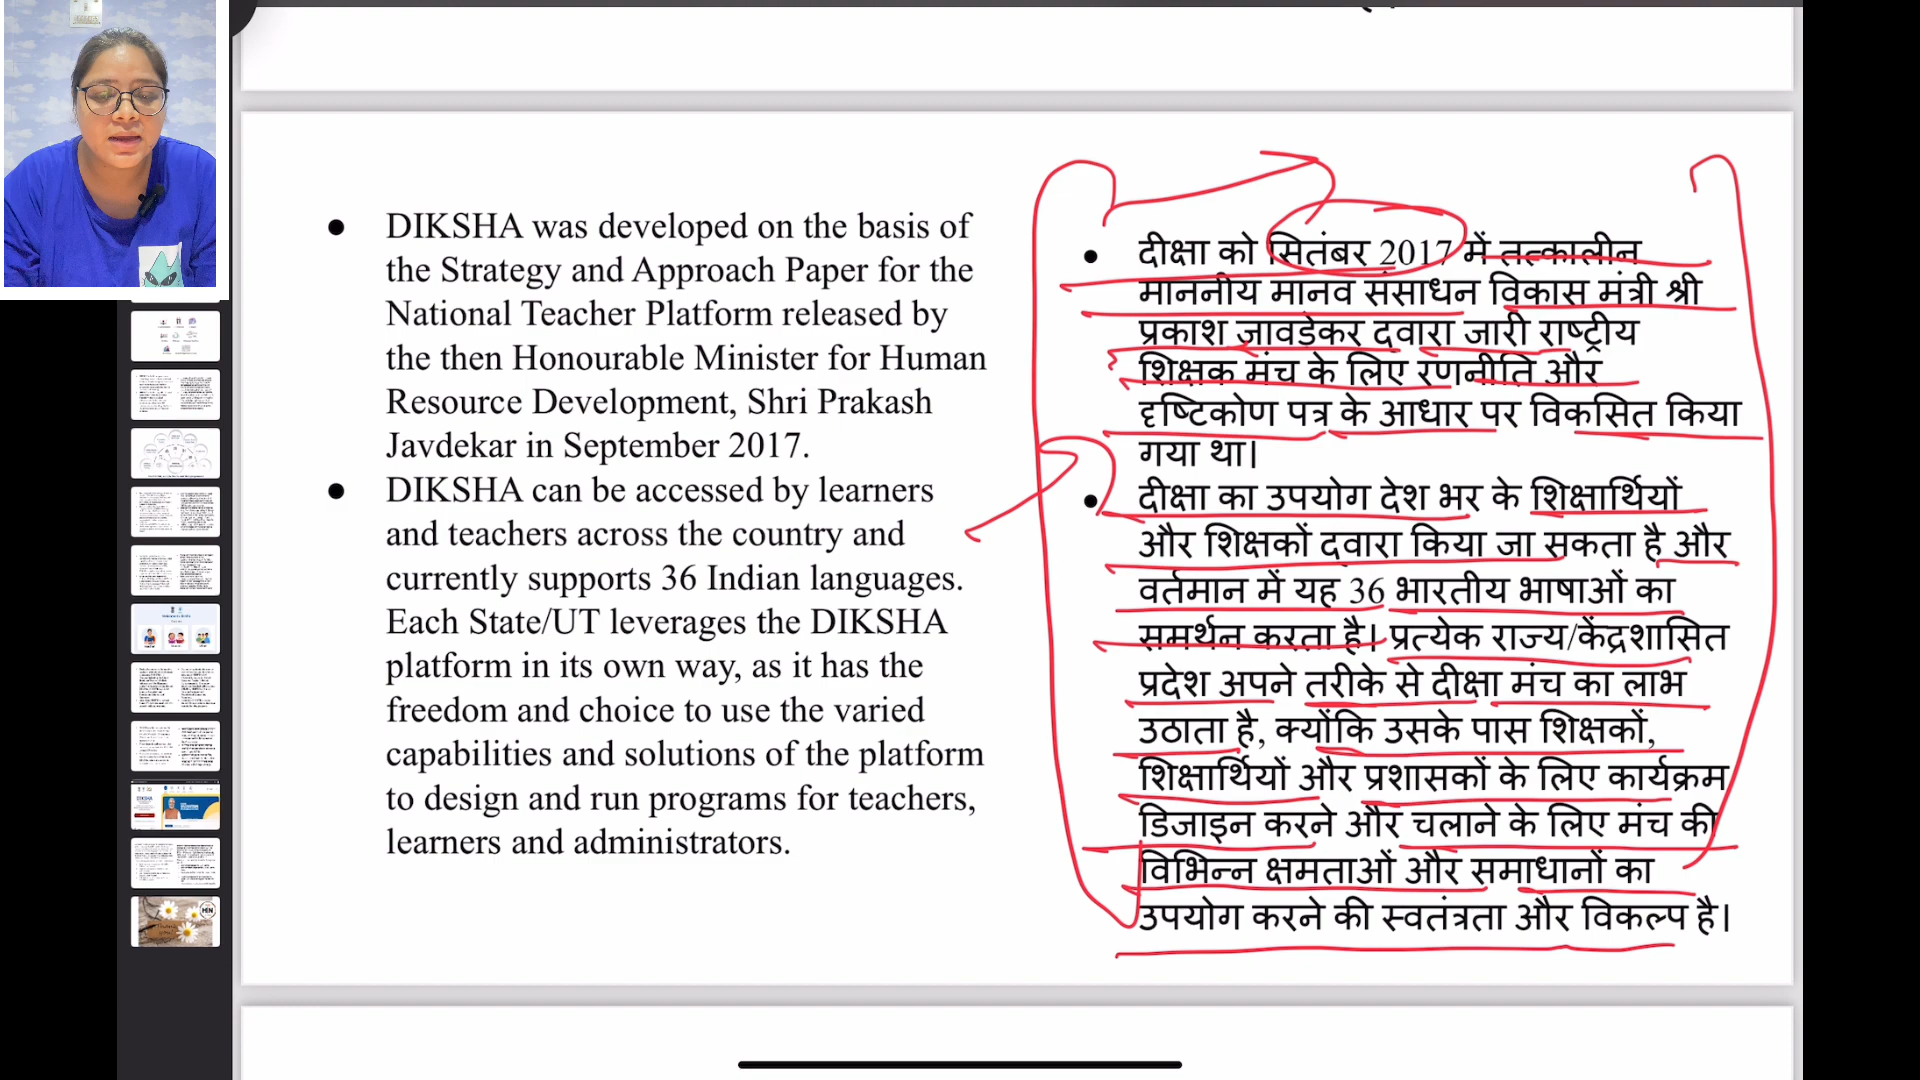 DIKSHA was developed on the basis of
the Strategy and Approach Paper for the
National Teacher Platform released by
the then Honourable Minister for Human
Resource Development, Shri Prakash
Javdekar in September 2017.
DIKSHA can be accessed by learners
and teachers across the country and
currently supports 36 Indian languages.
Each State/UT leverages the DIKSHA
platform in its own way, as it has the
freedom and choice to use the varied
capabilities and solutions of the platform
to design and run programs for teachers,
learners and administrators.
दीक्षा को सितंबर 2017 में तत्कालीन
माननीय मानव संसाधन विकास मंत्री श्री
प्रकाश जावडेकर दवारा जारी राष्ट्रीय
शिक्षक मंच के लिए रणनीति और
दृष्टिकोण पत्र के आधार पर विकसित किया
गया था।
दीक्षा का उपयोग देश भर के शिक्षार्थियों
और शिक्षकों दवारा किया जा सकता है और
वर्तमान में यह 36 भारतीय भाषाओं का
समर्थन करता है। प्रत्येक राज्य/केंद्रशासित
प्रदेश अपने तरीके से दीक्षा मंच का लाभ
उठाता है, क्योंकि उसके पास शिक्षकों,
शिक्षार्थियों और प्रशासकों के लिए कार्यक्रम
डिजाइन करने और चलाने के लिए मंच की
विभिन्न क्षमताओं और समाधानों का
उपयोग करने की स्वतंत्रता और विकल्प है।